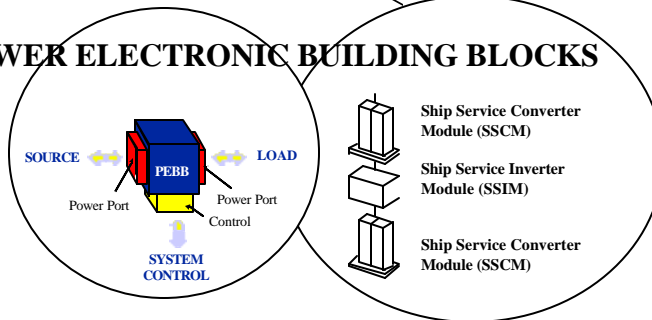 WER ELECTRONIC BUILDING BLOCKS
SOURCE
PEBB
LOAD
Power Port
Power Port
Control
SYSTEM
CONTROL
Ship Service Converter
Module (SSCM)
Ship Service Inverter
Module (SSIM)
Ship Service Converter
Module (SSCM)